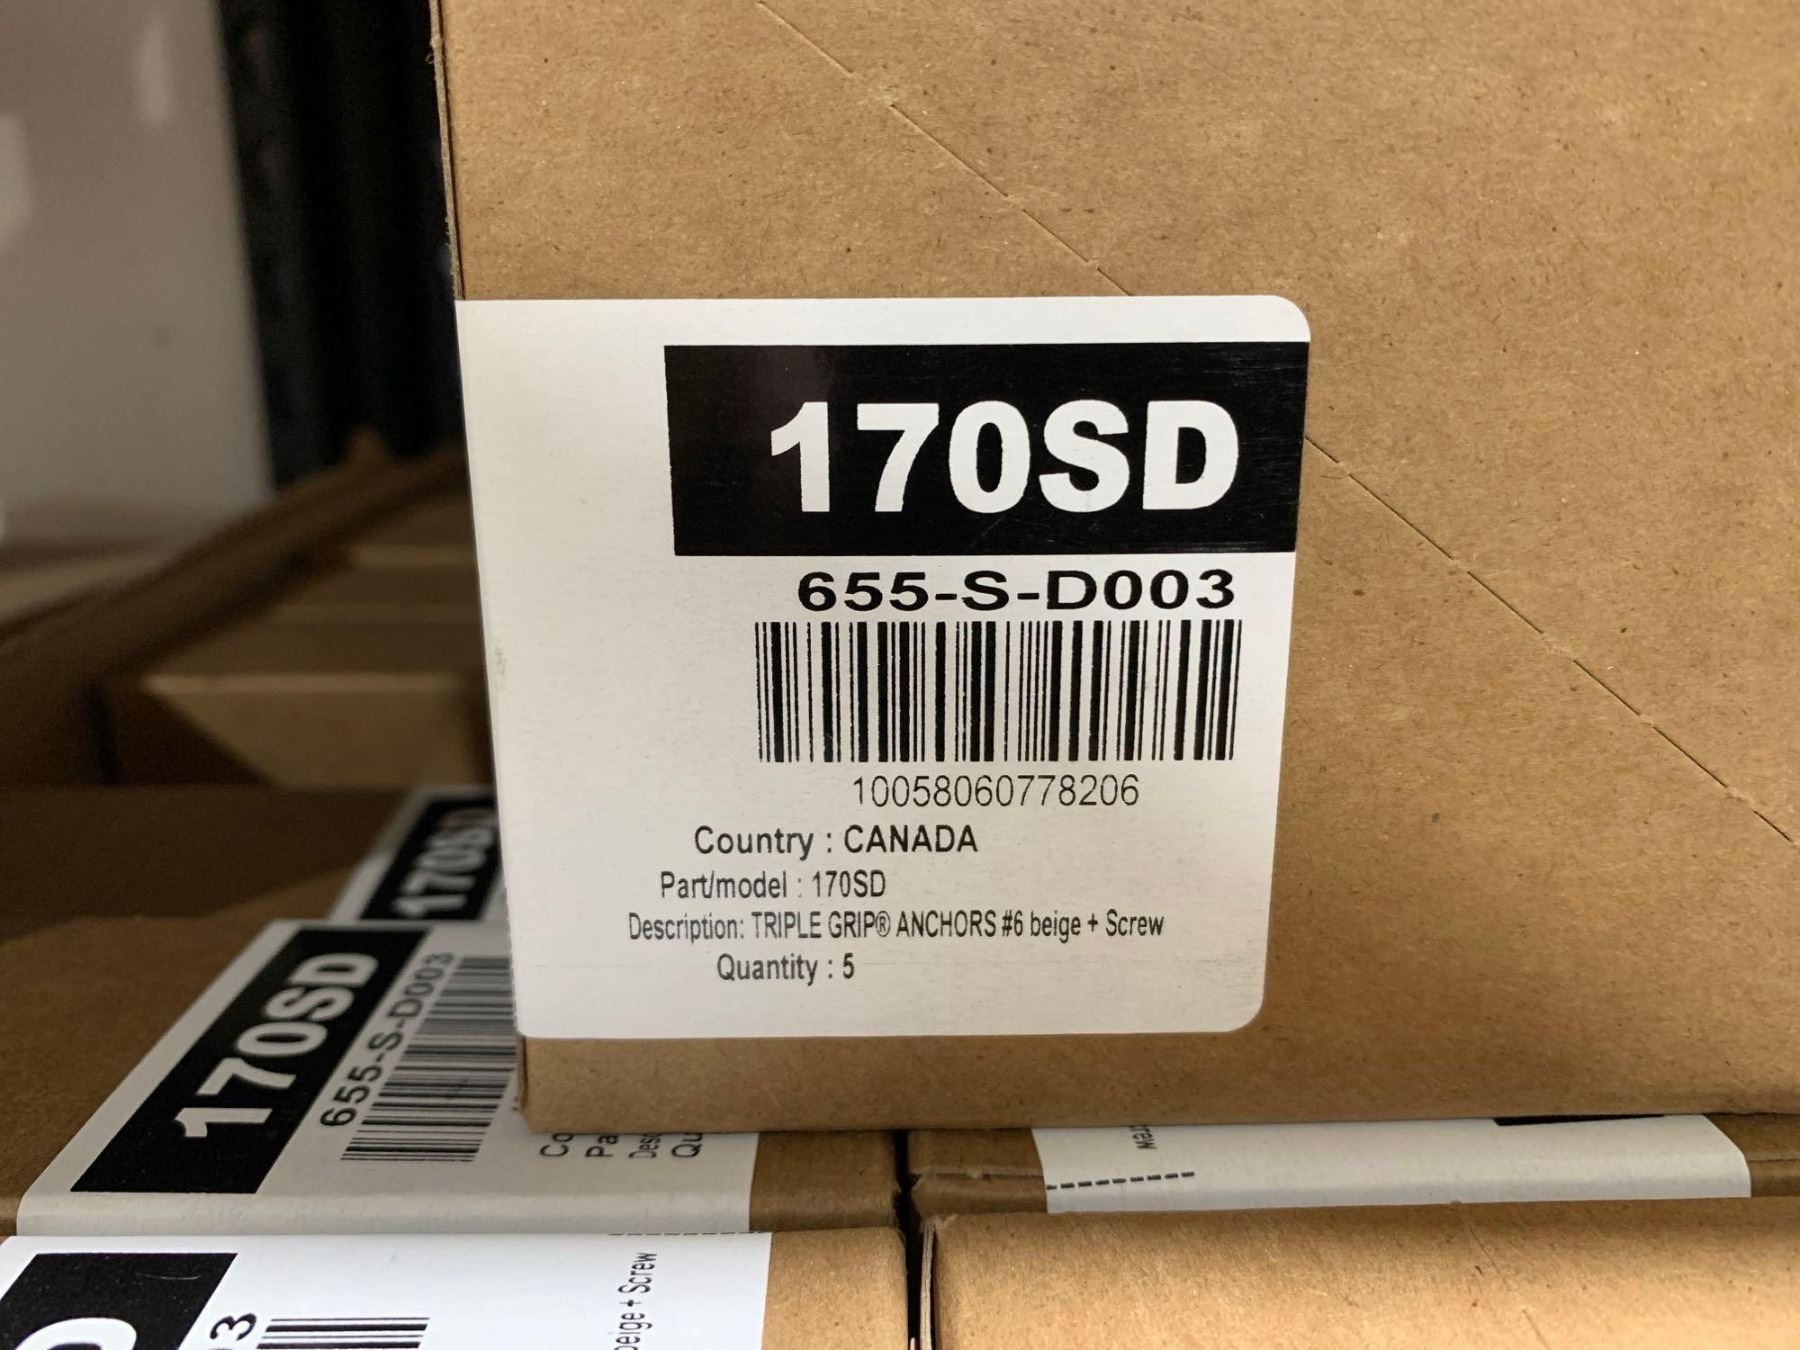 170SD
655-S-D003
10058060778206
Country : CANADA
Part/model : 170SD
Description: TRIPLE GRIP® ANCHORS #6 beige + Screw
Quantity : 5
170SD
170SD
655-S-D003
beige + Screw